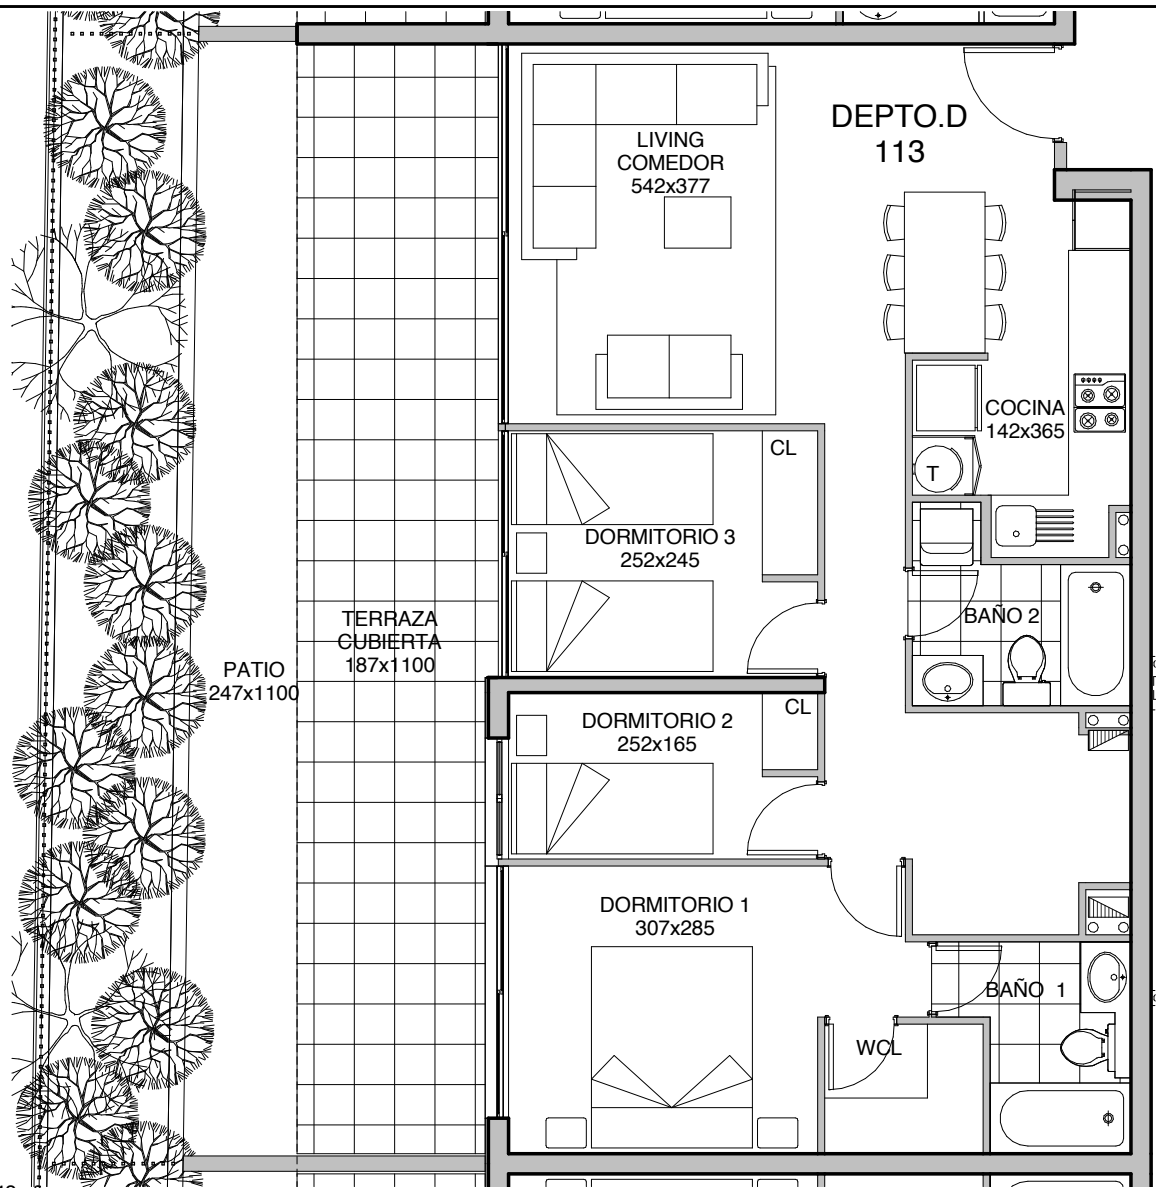 DEPTO.D
113
LIVING
COMEDOR
542x377
COCINA
142x365
CL
T
DORMITORIO 3
252x245
BAÑO 2
TERRAZA
CUBIERTA
187x1100
PATIO
247x1100
CL
DORMITORIO 2
252x165
DORMITORIO 1
307x285
BAÑO 1
WCL